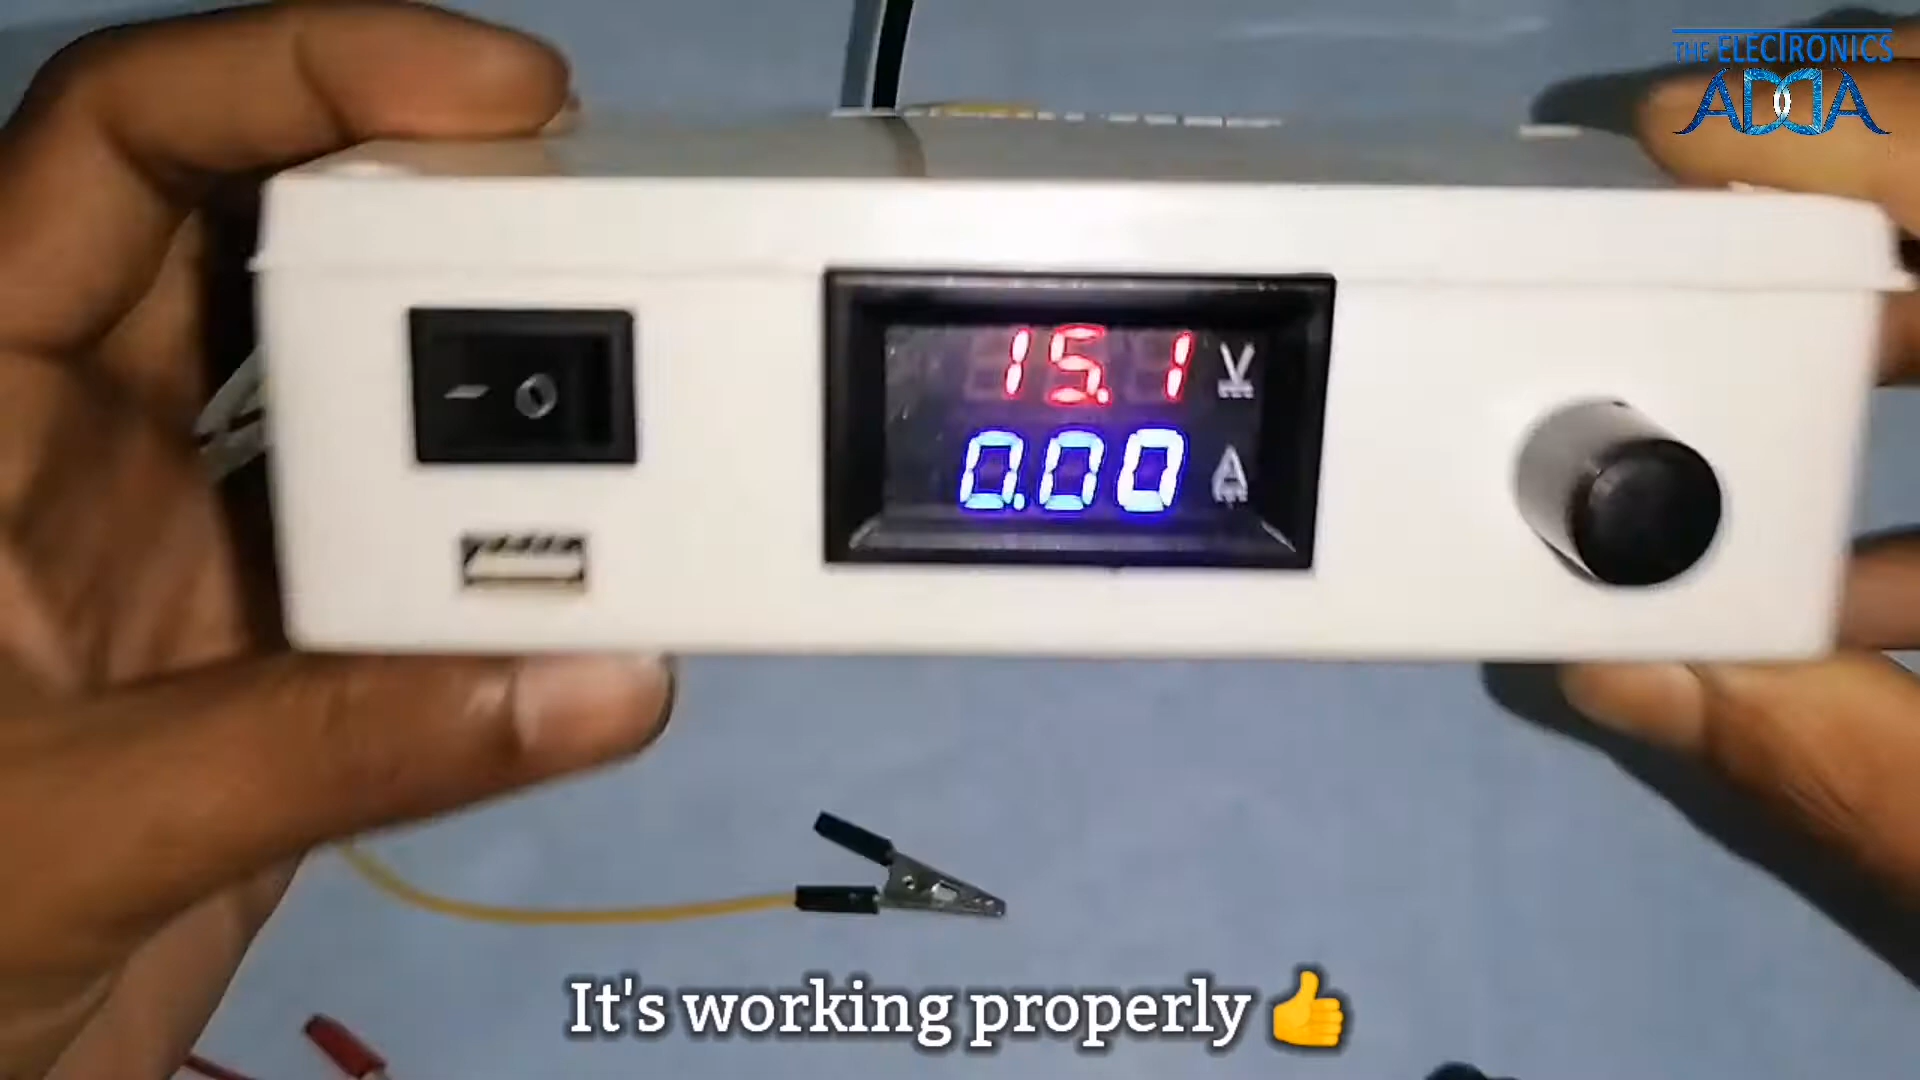 THE ELECTRONICS
ADDA
15.1 V
0.00 A
It's working properly 👍